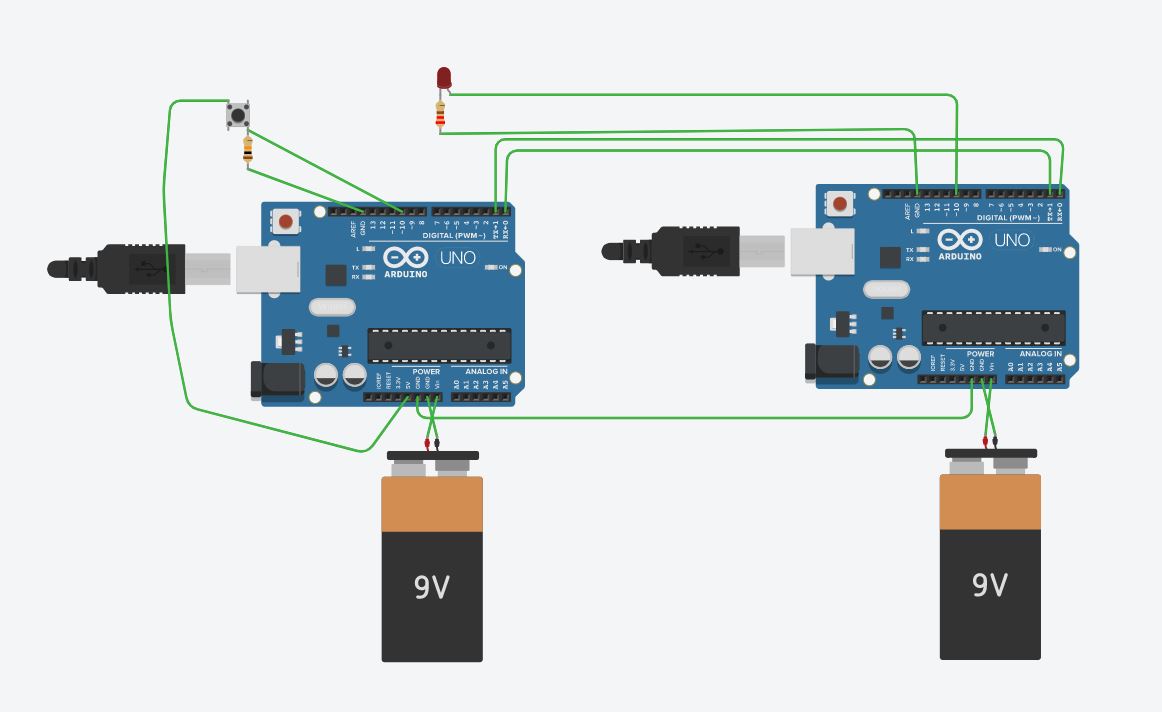 AREF
GND
13
12
~11
~10
~9
8
7
~6
~5
4
~3
2
TX→1
RX←0
DIGITAL (PWM~)
L
TX
RX
ARDUINO
UNO
ON
IOREF
RESET
3.3V
5V
GND
GND
Vin
POWER
ANALOG IN
A0
A1
A2
A3
A4
A5
9V
AREF
GND
13
12
~11
~10
~9
8
7
~6
~5
4
~3
2
TX→1
RX←0
DIGITAL (PWM~)
L
TX
RX
ARDUINO
UNO
ON
POWER
ANALOG IN
IOREF
RESET
3.3V
5V
GND
GND
Vin
A0
A1
A2
A3
A4
A5
9V